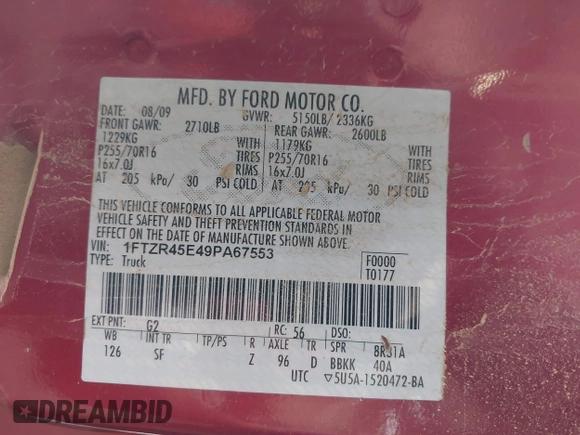 MFD. BY FORD MOTOR CO.
DATE: 08/09 GVWR: 5150LB/ 2336KG
FRONT GAWR: 2710LB REAR GAWR: 2600LB
1229KG WITH 1179KG WITH
P255/70R16 TIRES P255/70R16 TIRES
16x7.0J RIMS 16x7.0J RIMS
AT 205 kPa/ 30 PSI COLD AT 205 kPa/ 30 PSI COLD
THIS VEHICLE CONFORMS TO ALL APPLICABLE FEDERAL MOTOR
VEHICLE SAFETY AND THEFT PREVENTION STANDARDS
IN EFFECT ON THE DATE OF MANUFACTURE SHOWN ABOVE.
VIN: 1FTZR45E49PA67553 F0000
TYPE: Truck T0177
EXT PNT: G2 RC: 56 DSO:
WB INT TR TP/PS R AXLE TR SPR 8R31A
126 SF Z 96 D BBKK 40A
UTC ▽5U5A-1520472-BA
DREAMBID